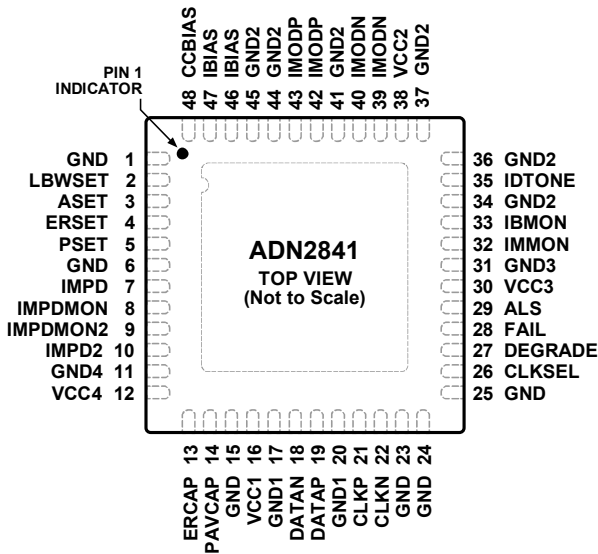 48 CCBIAS
47 IBIAS
46 IBIAS
45 GND2
44 GND2
43 IMODP
42 IMODP
41 GND2
40 IMODN
39 IMODN
38 VCC2
37 GND2
PIN 1
INDICATOR
GND 1
LBWSET 2
ASET 3
ERSET 4
PSET 5
GND 6
IMPD 7
IMPDMON 8
IMPDMON2 9
IMPD2 10
GND4 11
VCC4 12
ADN2841
TOP VIEW
(Not to Scale)
36 GND2
35 IDTONE
34 GND2
33 IBMON
32 IMMON
31 GND3
30 VCC3
29 ALS
28 FAIL
27 DEGRADE
26 CLKSEL
25 GND
ERCAP 13
PAVCAP 14
GND 15
VCC1 16
GND1 17
DATAN 18
DATAP 19
GND1 20
CLKP 21
CLKN 22
GND 23
GND 24